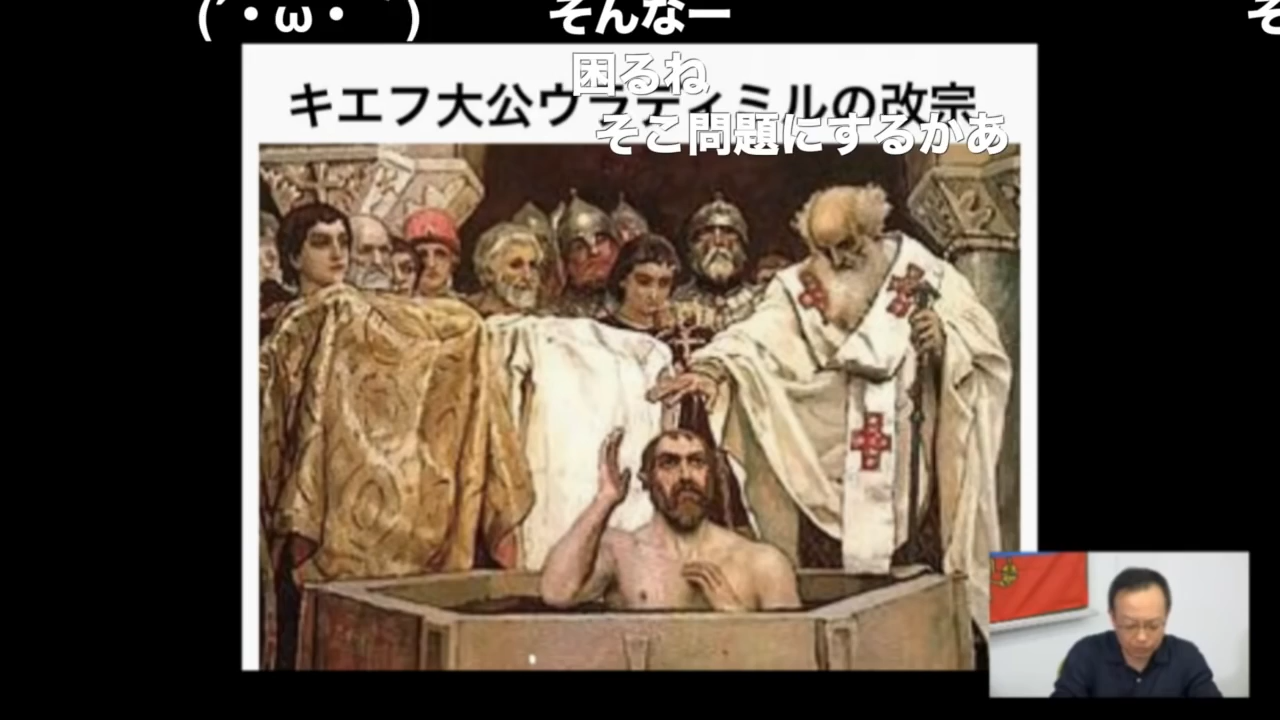 (´・ω・｀)
そんなー
そ
困るね
キエフ大公ウラディミルの改宗
そこ問題にするかあ